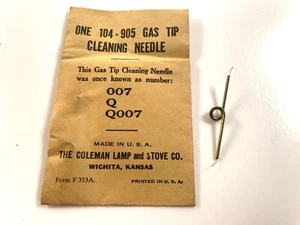 ONE 104-905 GAS TIP
CLEANING NEEDLE
This Gas Tip Cleaning Needle
was once known as number:
007
Q
Q007
MADE IN U. S. A.
THE COLEMAN LAMP AND STOVE CO.
WICHITA, KANSAS
Form F 353A.
PRINTED IN U. S. A.